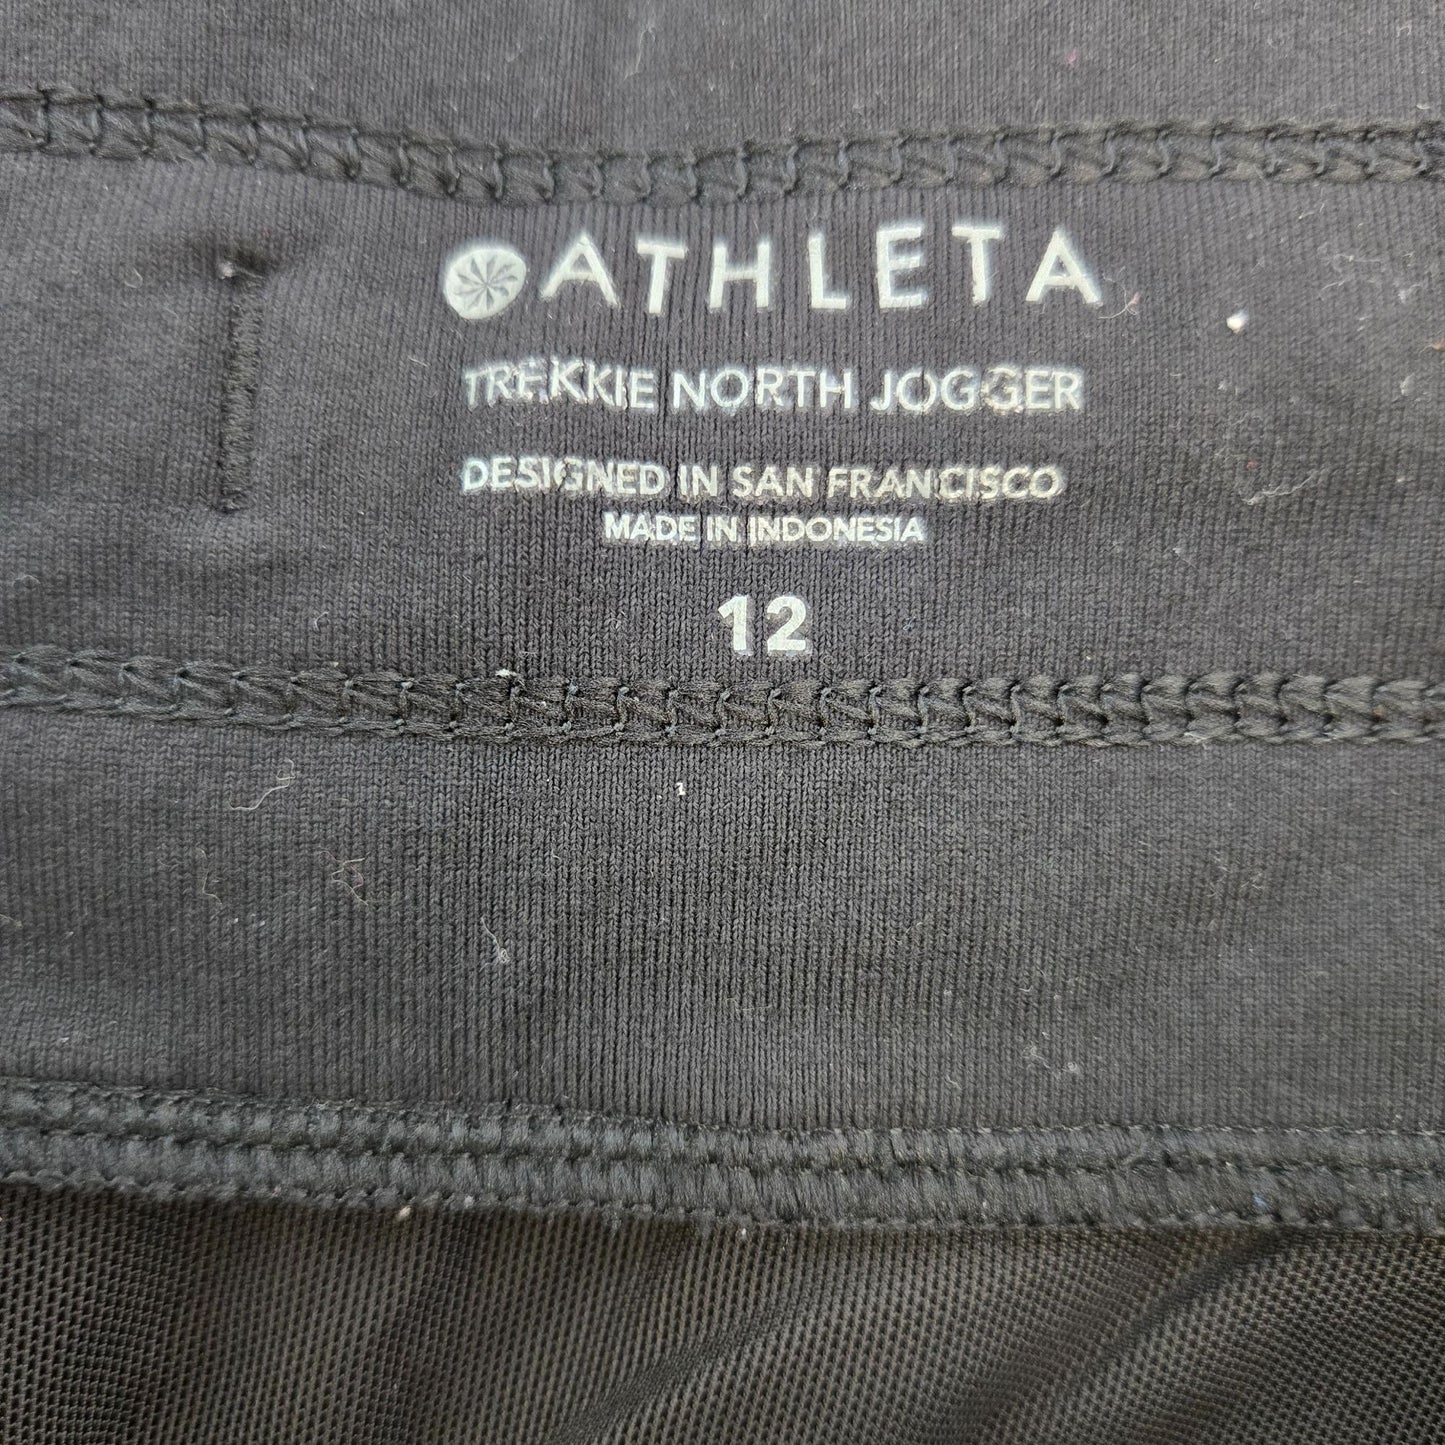 ATHLETA
TREKKIE NORTH JOGGER
DESIGNED IN SAN FRANCISCO
MADE IN INDONESIA
12